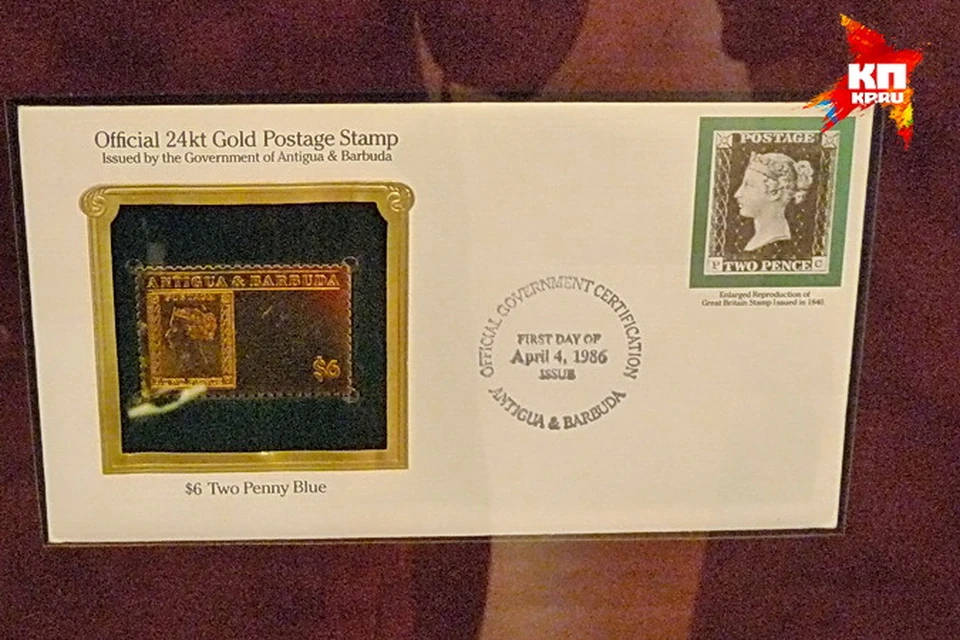 КП
KP.RU
Official 24kt Gold Postage Stamp
Issued by the Government of Antigua & Barbuda
ANTIGUA & BARBUDA
POSTAGE
$6
$6 Two Penny Blue
OFFICIAL GOVERNMENT CERTIFICATION
FIRST DAY OF
April 4, 1986
ISSUE
ANTIGUA & BARBUDA
POSTAGE
P TWO PENCE C
Enlarged Reproduction of
Great Britain Stamp Issued in 1840.